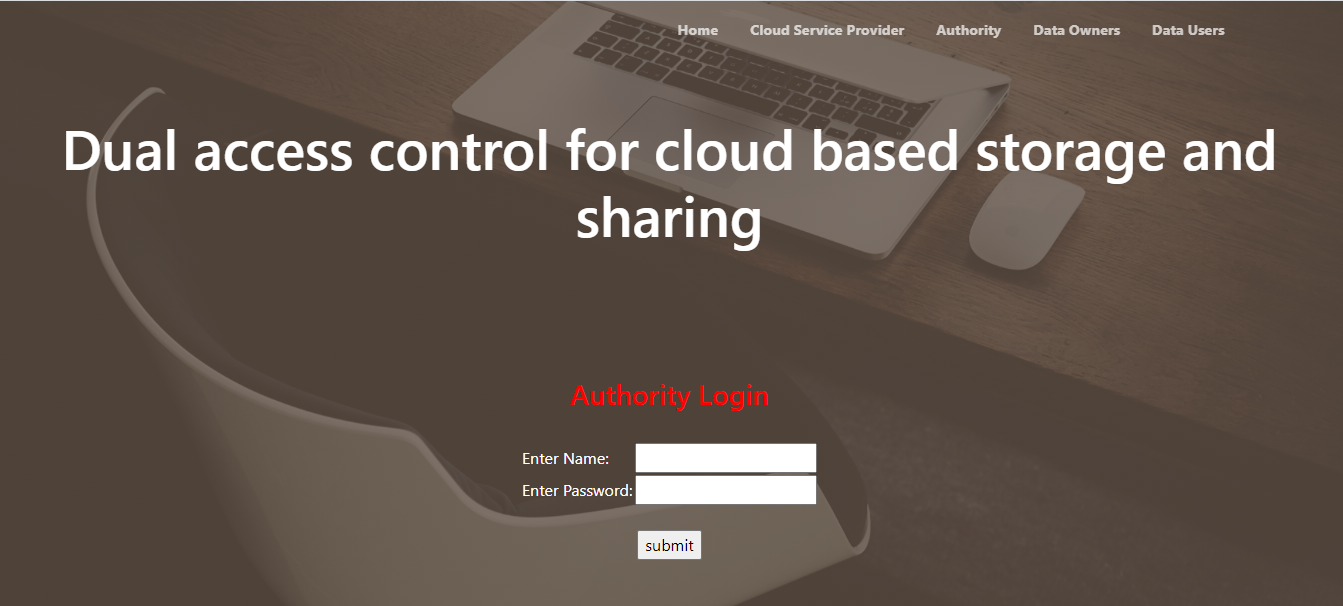 Home Cloud Service Provider Authority Data Owners Data Users
Dual access control for cloud based storage and
sharing
Authority Login
Enter Name:
Enter Password:
submit